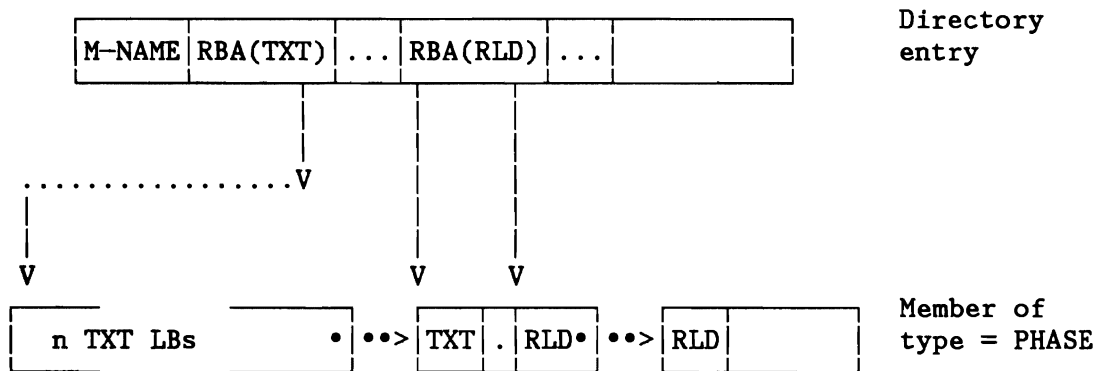 Directory
entry
M-NAME RBA(TXT) ... RBA(RLD) ...
V
V V V
n TXT LBs • ••> TXT . RLD• ••> RLD
Member of
type = PHASE